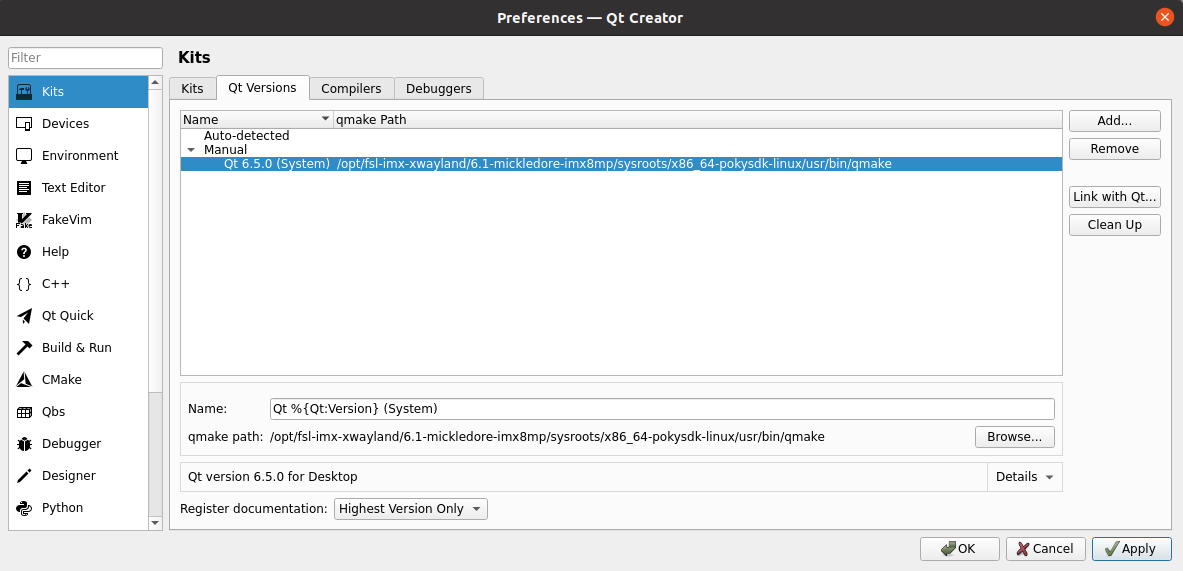 Preferences — Qt Creator
Filter
Kits
Devices
Environment
Text Editor
FakeVim
Fake
Help
C++
Qt Quick
Build & Run
CMake
Qbs
Debugger
Designer
Python
Kits
Kits Qt Versions Compilers Debuggers
Name qmake Path
Auto-detected
Manual
Qt 6.5.0 (System) /opt/fsl-imx-xwayland/6.1-mickledore-imx8mp/sysroots/x86_64-pokysdk-linux/usr/bin/qmake
Add...
Remove
Link with Qt...
Clean Up
Name: Qt %{Qt:Version} (System)
qmake path: /opt/fsl-imx-xwayland/6.1-mickledore-imx8mp/sysroots/x86_64-pokysdk-linux/usr/bin/qmake Browse...
Qt version 6.5.0 for Desktop Details
Register documentation: Highest Version Only
OK Cancel Apply